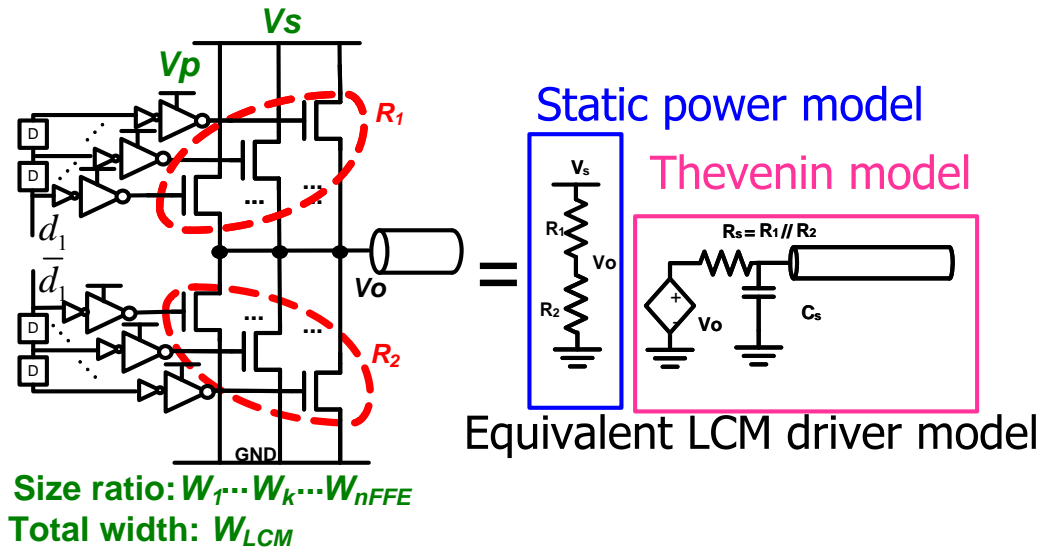 Vs
Vp
D
D
R1
...
...
d1
d̅1
Vo
D
D
...
...
R2
GND
Size ratio: W1...Wk...WnFFE
Total width: WLCM
=
Static power model
Vs
R1
Vo
R2
Thevenin model
Rs = R1 // R2
+
-
Vo
Cs
Equivalent LCM driver model